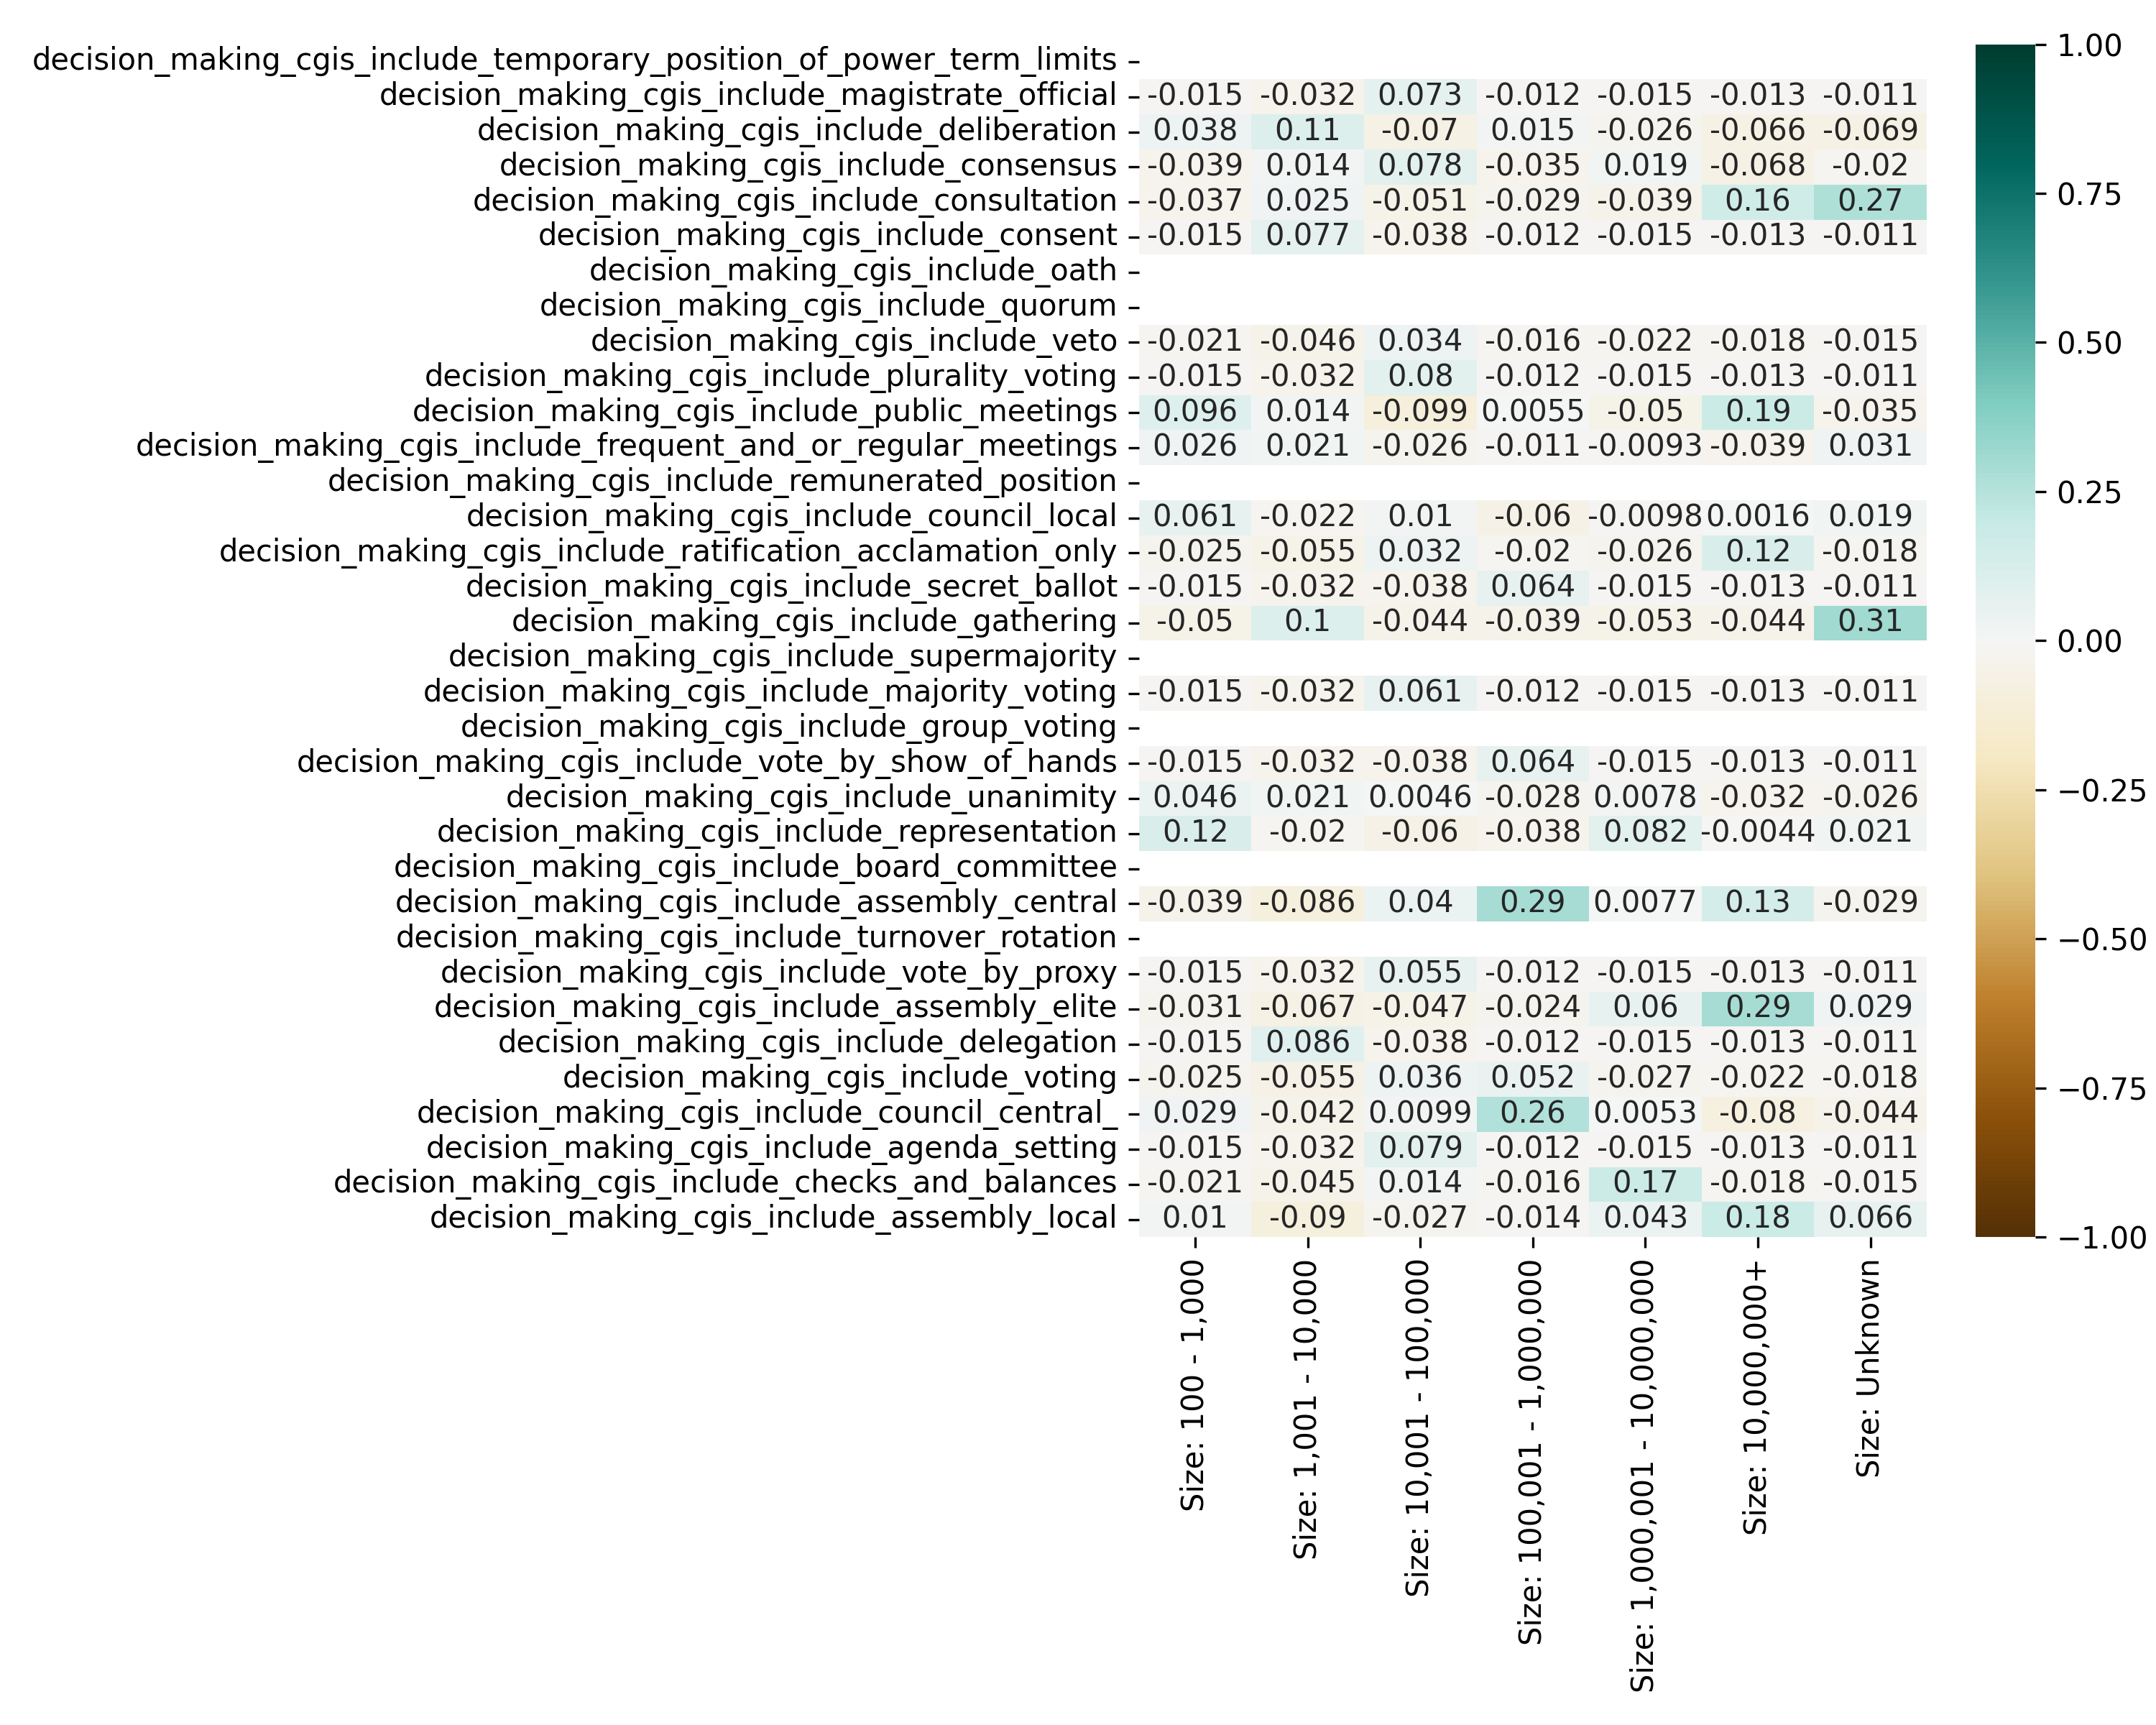 decision_making_cgis_include_temporary_position_of_power_term_limits
decision_making_cgis_include_magistrate_official -0.015 -0.032 0.073 -0.012 -0.015 -0.013 -0.011
decision_making_cgis_include_deliberation 0.038 0.11 -0.07 0.015 -0.026 -0.066 -0.069
decision_making_cgis_include_consensus -0.039 0.014 0.078 -0.035 0.019 -0.068 -0.02
decision_making_cgis_include_consultation -0.037 0.025 -0.051 -0.029 -0.039 0.16 0.27
decision_making_cgis_include_consent -0.015 0.077 -0.038 -0.012 -0.015 -0.013 -0.011
decision_making_cgis_include_oath
decision_making_cgis_include_quorum
decision_making_cgis_include_veto -0.021 -0.046 0.034 -0.016 -0.022 -0.018 -0.015
decision_making_cgis_include_plurality_voting -0.015 -0.032 0.08 -0.012 -0.015 -0.013 -0.011
decision_making_cgis_include_public_meetings 0.096 0.014 -0.099 0.0055 -0.05 0.19 -0.035
decision_making_cgis_include_frequent_and_or_regular_meetings 0.026 0.021 -0.026 -0.011 -0.0093 -0.039 0.031
decision_making_cgis_include_remunerated_position
decision_making_cgis_include_council_local 0.061 -0.022 0.01 -0.06 -0.0098 0.0016 0.019
decision_making_cgis_include_ratification_acclamation_only -0.025 -0.055 0.032 -0.02 -0.026 0.12 -0.018
decision_making_cgis_include_secret_ballot -0.015 -0.032 -0.038 0.064 -0.015 -0.013 -0.011
decision_making_cgis_include_gathering -0.05 0.1 -0.044 -0.039 -0.053 -0.044 0.31
decision_making_cgis_include_supermajority
decision_making_cgis_include_majority_voting -0.015 -0.032 0.061 -0.012 -0.015 -0.013 -0.011
decision_making_cgis_include_group_voting
decision_making_cgis_include_vote_by_show_of_hands -0.015 -0.032 -0.038 0.064 -0.015 -0.013 -0.011
decision_making_cgis_include_unanimity 0.046 0.021 0.0046 -0.028 0.0078 -0.032 -0.026
decision_making_cgis_include_representation 0.12 -0.02 -0.06 -0.038 0.082 -0.0044 0.021
decision_making_cgis_include_board_committee
decision_making_cgis_include_assembly_central -0.039 -0.086 0.04 0.29 0.0077 0.13 -0.029
decision_making_cgis_include_turnover_rotation
decision_making_cgis_include_vote_by_proxy -0.015 -0.032 0.055 -0.012 -0.015 -0.013 -0.011
decision_making_cgis_include_assembly_elite -0.031 -0.067 -0.047 -0.024 0.06 0.29 0.029
decision_making_cgis_include_delegation -0.015 0.086 -0.038 -0.012 -0.015 -0.013 -0.011
decision_making_cgis_include_voting -0.025 -0.055 0.036 0.052 -0.027 -0.022 -0.018
decision_making_cgis_include_council_central_ 0.029 -0.042 0.0099 0.26 0.0053 -0.08 -0.044
decision_making_cgis_include_agenda_setting -0.015 -0.032 0.079 -0.012 -0.015 -0.013 -0.011
decision_making_cgis_include_checks_and_balances -0.021 -0.045 0.014 -0.016 0.17 -0.018 -0.015
decision_making_cgis_include_assembly_local 0.01 -0.09 -0.027 -0.014 0.043 0.18 0.066
Size: 100 - 1,000
Size: 1,001 - 10,000
Size: 10,001 - 100,000
Size: 100,001 - 1,000,000
Size: 1,000,001 - 10,000,000
Size: 10,000,000+
Size: Unknown
1.00
0.75
0.50
0.25
0.00
−0.25
−0.50
−0.75
−1.00